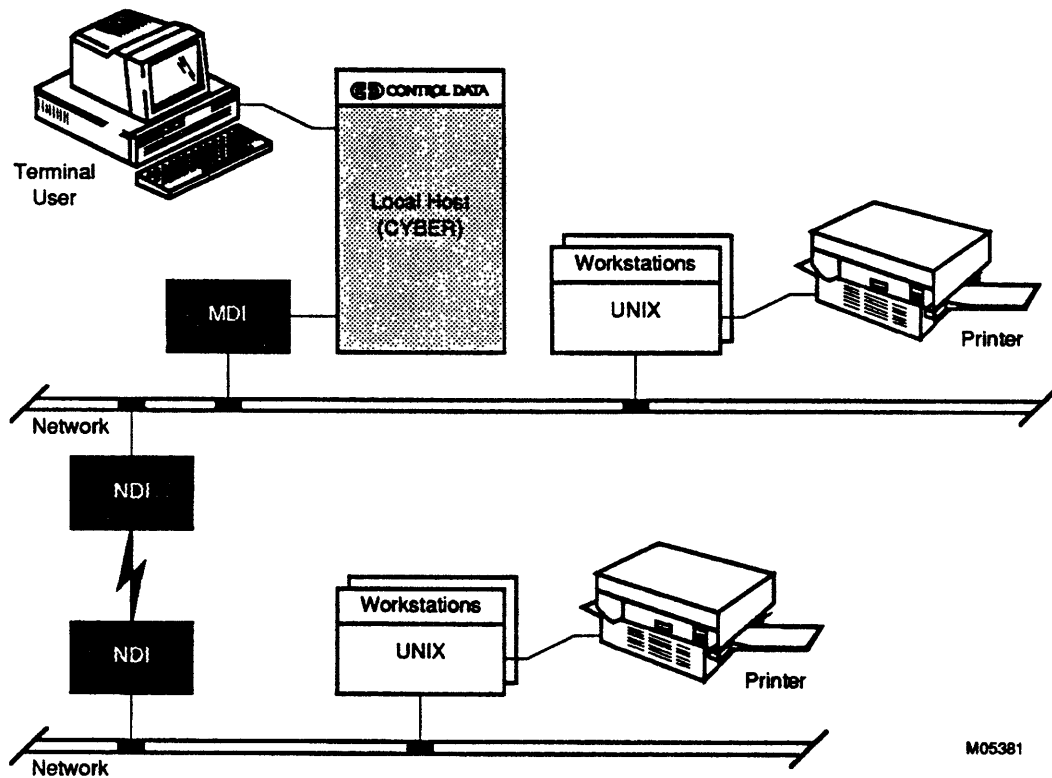 CONTROL DATA
Terminal
User
Local Host
(CYBER)
MDI
Workstations
UNIX
Printer
Network
NDI
NDI
Workstations
UNIX
Printer
Network
M05381